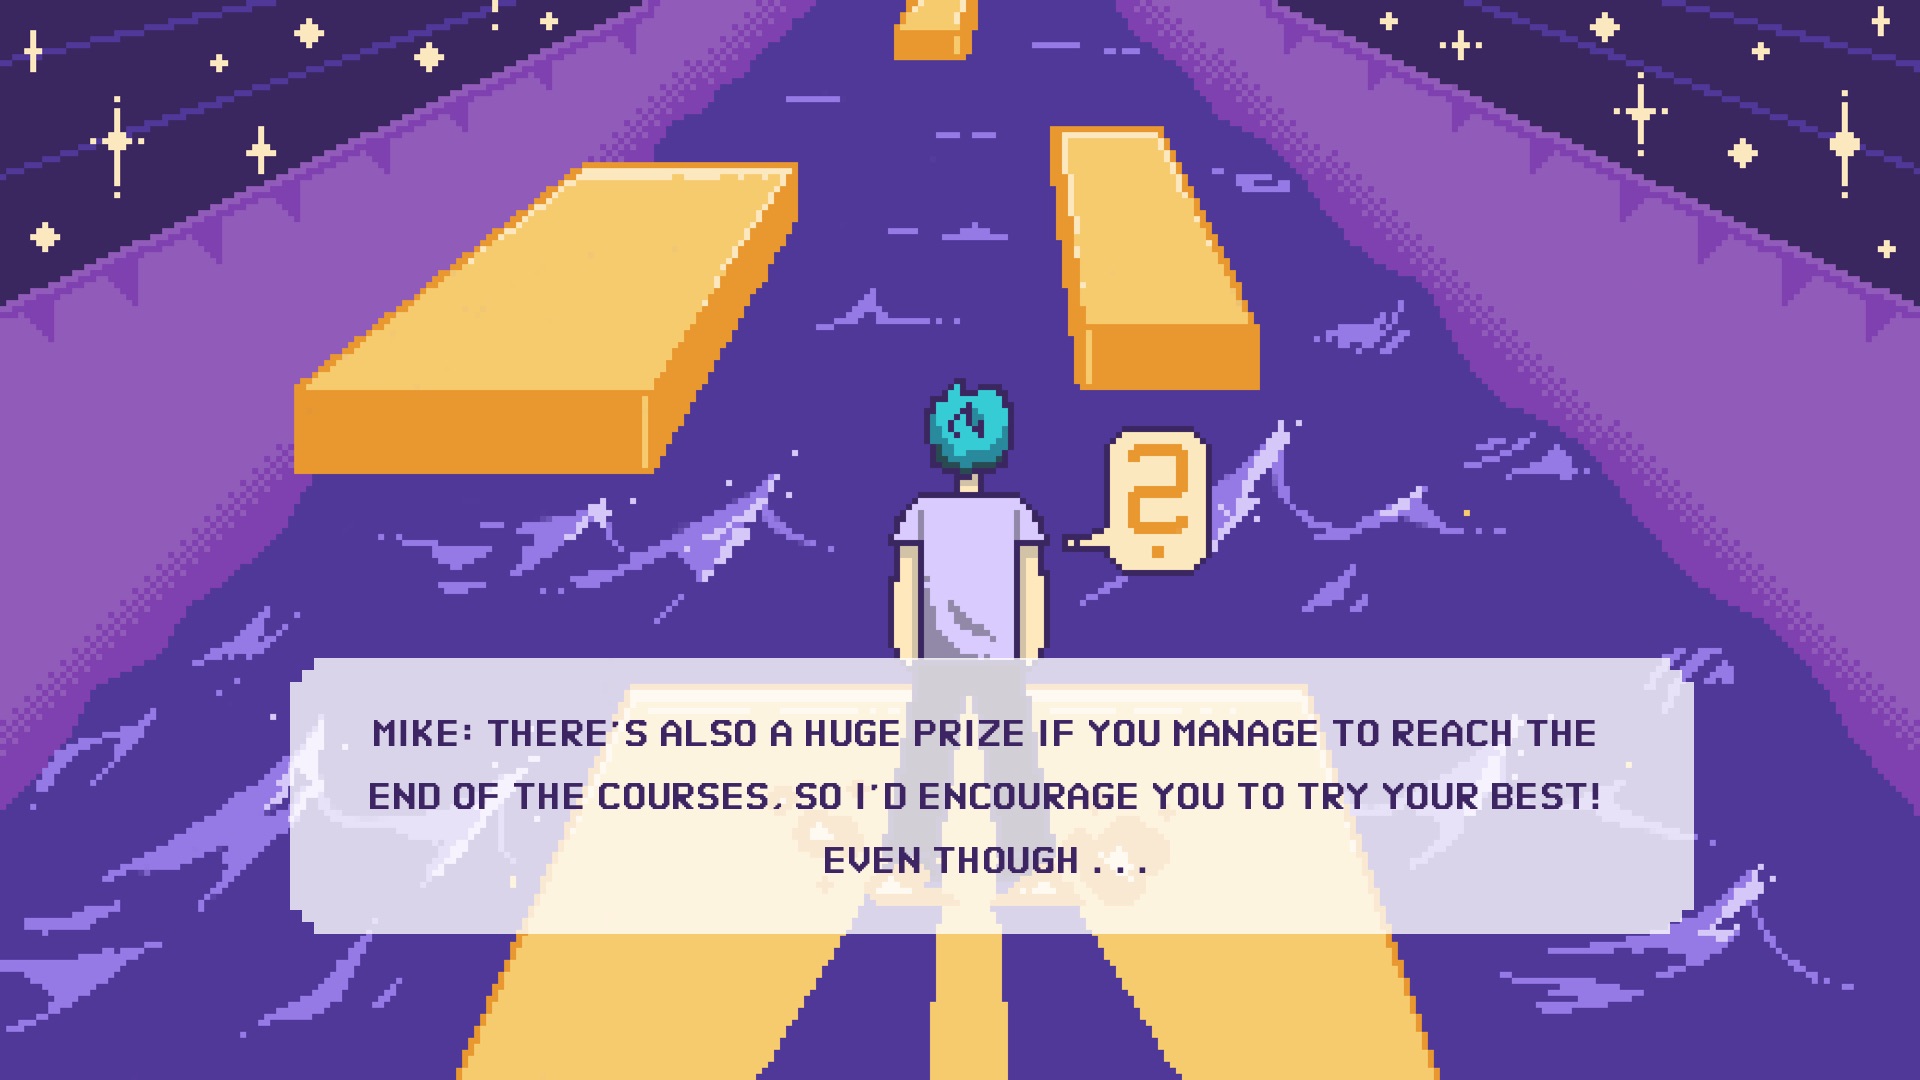 ?
MIKE: THERE'S ALSO A HUGE PRIZE IF YOU MANAGE TO REACH THE
END OF THE COURSES, SO I'D ENCOURAGE YOU TO TRY YOUR BEST!
EVEN THOUGH . . .